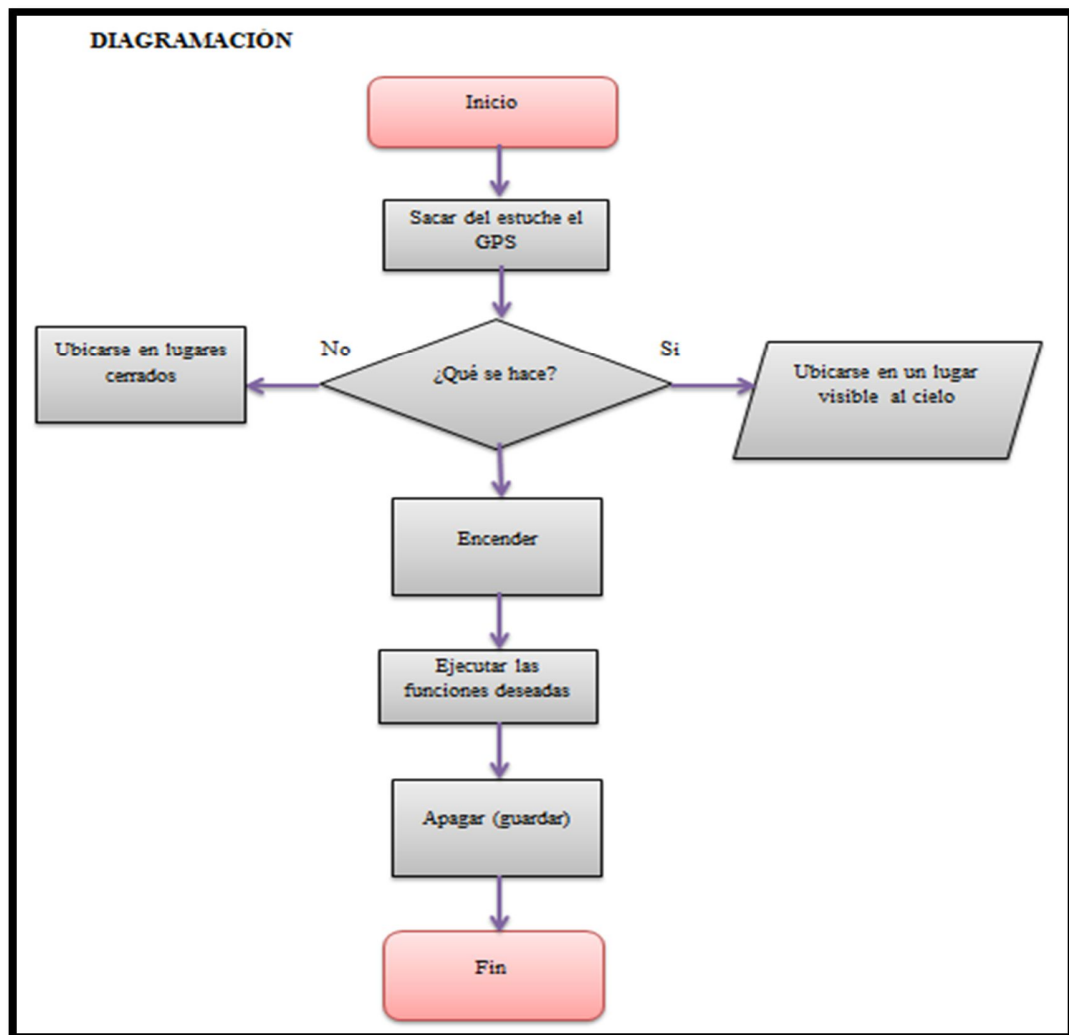 DIAGRAMACIÓN
Inicio
Sacar del estuche el
GPS
Ubicarse en lugares
cerrados
No
¿Qué se hace?
Si
Ubicarse en un lugar
visible al cielo
Encender
Ejecutar las
funciones deseadas
Apagar (guardar)
Fin